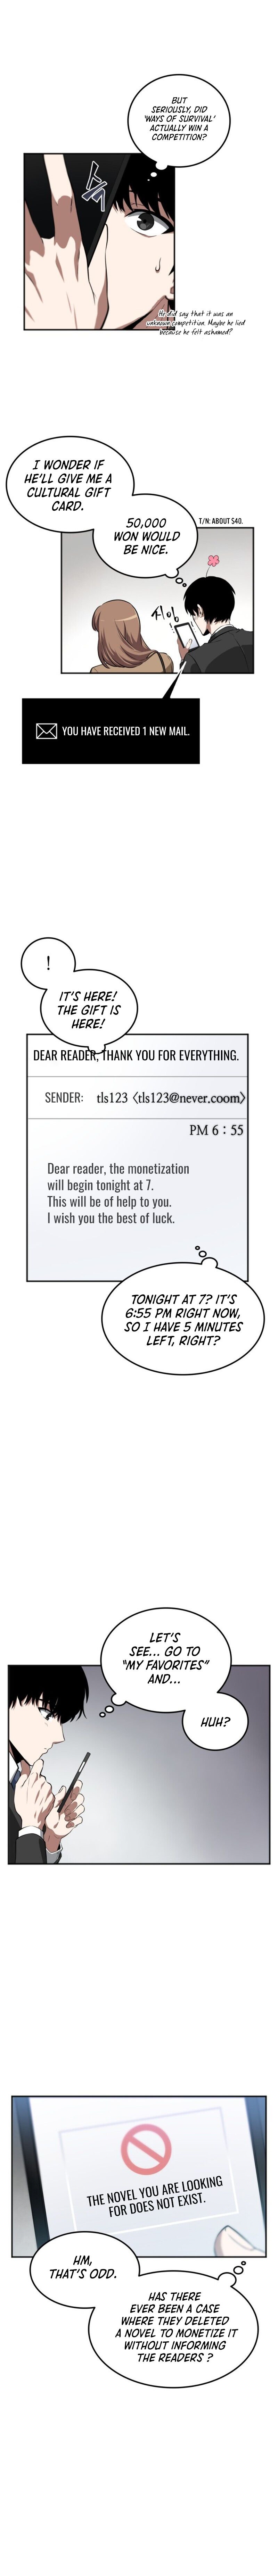 BUT
SERIOUSLY, DID
'WAYS OF SURVIVAL'
ACTUALLY WIN A
COMPETITION?
He did say that it was an
unknown competition. Maybe he lied
because he felt ashamed?
I WONDER IF
HE'LL GIVE ME A
CULTURAL GIFT
CARD.
50,000
WON WOULD
BE NICE.
T/N: ABOUT $40.
YOU HAVE RECEIVED 1 NEW MAIL.
!
IT'S HERE!
THE GIFT IS
HERE!
DEAR READER, THANK YOU FOR EVERYTHING.
SENDER: tls123 <tls123@never.coom>
PM 6 : 55
Dear reader, the monetization
will begin tonight at 7.
This will be of help to you.
I wish you the best of luck.
TONIGHT AT 7? IT'S
6:55 PM RIGHT NOW,
SO I HAVE 5 MINUTES
LEFT, RIGHT?
LET'S
SEE... GO TO
"MY FAVORITES"
AND...
HUH?
THE NOVEL YOU ARE LOOKING
FOR DOES NOT EXIST.
HM,
THAT'S ODD.
HAS THERE
EVER BEEN A CASE
WHERE THEY DELETED
A NOVEL TO MONETIZE IT
WITHOUT INFORMING
THE READERS ?